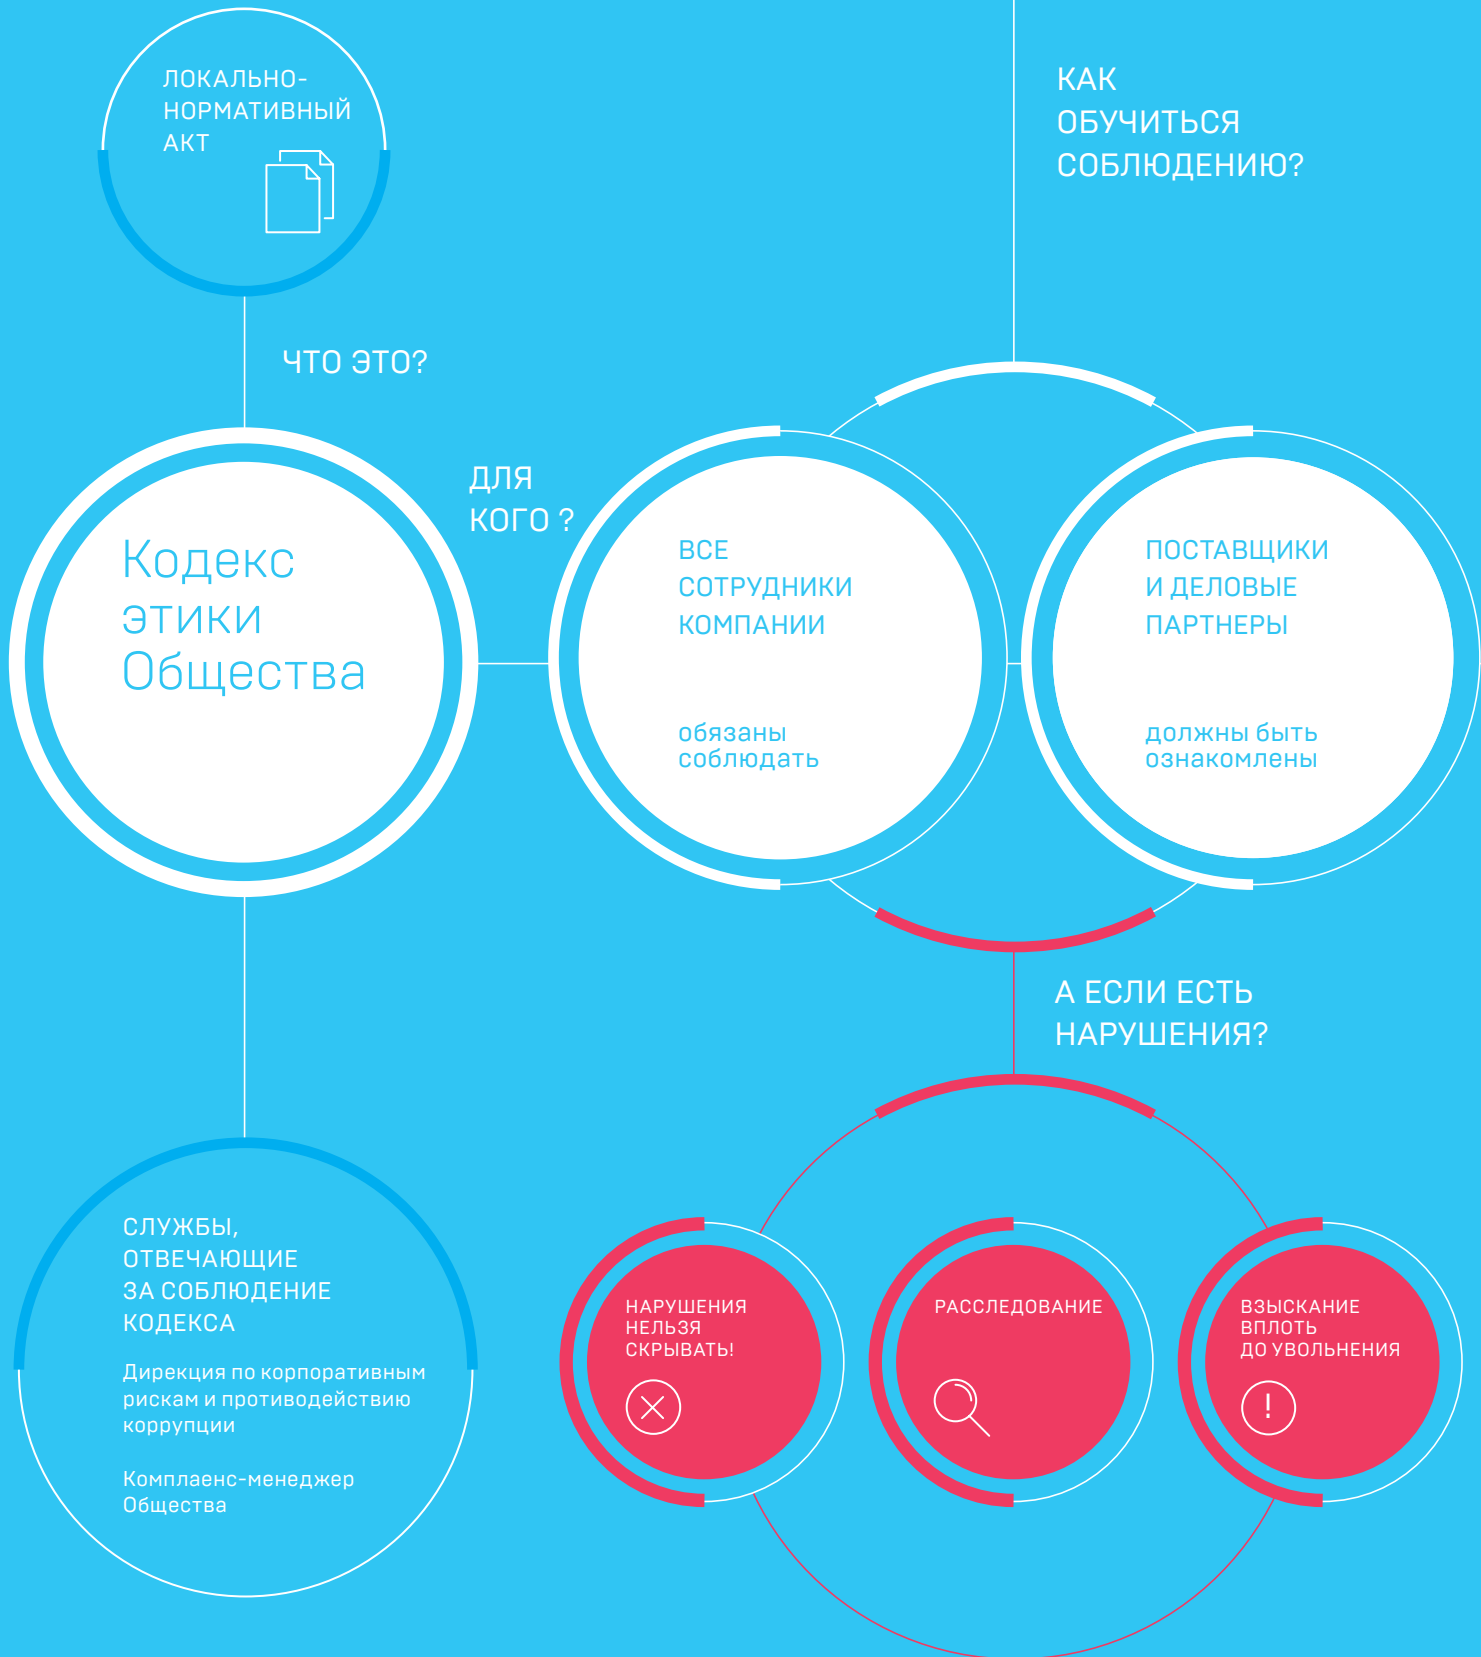 ЛОКАЛЬНО-
НОРМАТИВНЫЙ
АКТ
КАК
ОБУЧИТЬСЯ
СОБЛЮДЕНИЮ?
ЧТО ЭТО?
Кодекс
этики
Общества
ДЛЯ
КОГО ?
ВСЕ
СОТРУДНИКИ
КОМПАНИИ
обязаны
соблюдать
ПОСТАВЩИКИ
И ДЕЛОВЫЕ
ПАРТНЕРЫ
должны быть
ознакомлены
А ЕСЛИ ЕСТЬ
НАРУШЕНИЯ?
СЛУЖБЫ,
ОТВЕЧАЮЩИЕ
ЗА СОБЛЮДЕНИЕ
КОДЕКСА
Дирекция по корпоративным
рискам и противодействию
коррупции
Комплаенс-менеджер
Общества
НАРУШЕНИЯ
НЕЛЬЗЯ
СКРЫВАТЬ!
РАССЛЕДОВАНИЕ
ВЗЫСКАНИЕ
ВПЛОТЬ
ДО УВОЛЬНЕНИЯ
!